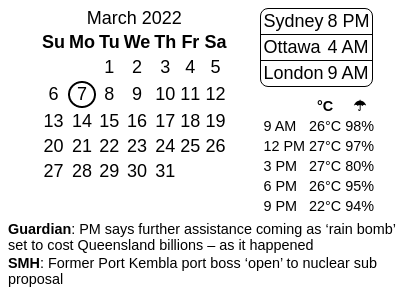 March 2022
Su Mo Tu We Th Fr Sa
1 2 3 4 5
6 7 8 9 10 11 12
13 14 15 16 17 18 19
20 21 22 23 24 25 26
27 28 29 30 31
Sydney 8 PM
Ottawa 4 AM
London 9 AM
°C ☂
9 AM 26°C 98%
12 PM 27°C 97%
3 PM 27°C 80%
6 PM 26°C 95%
9 PM 22°C 94%
Guardian: PM says further assistance coming as ‘rain bomb’
set to cost Queensland billions – as it happened
SMH: Former Port Kembla port boss ‘open’ to nuclear sub
proposal